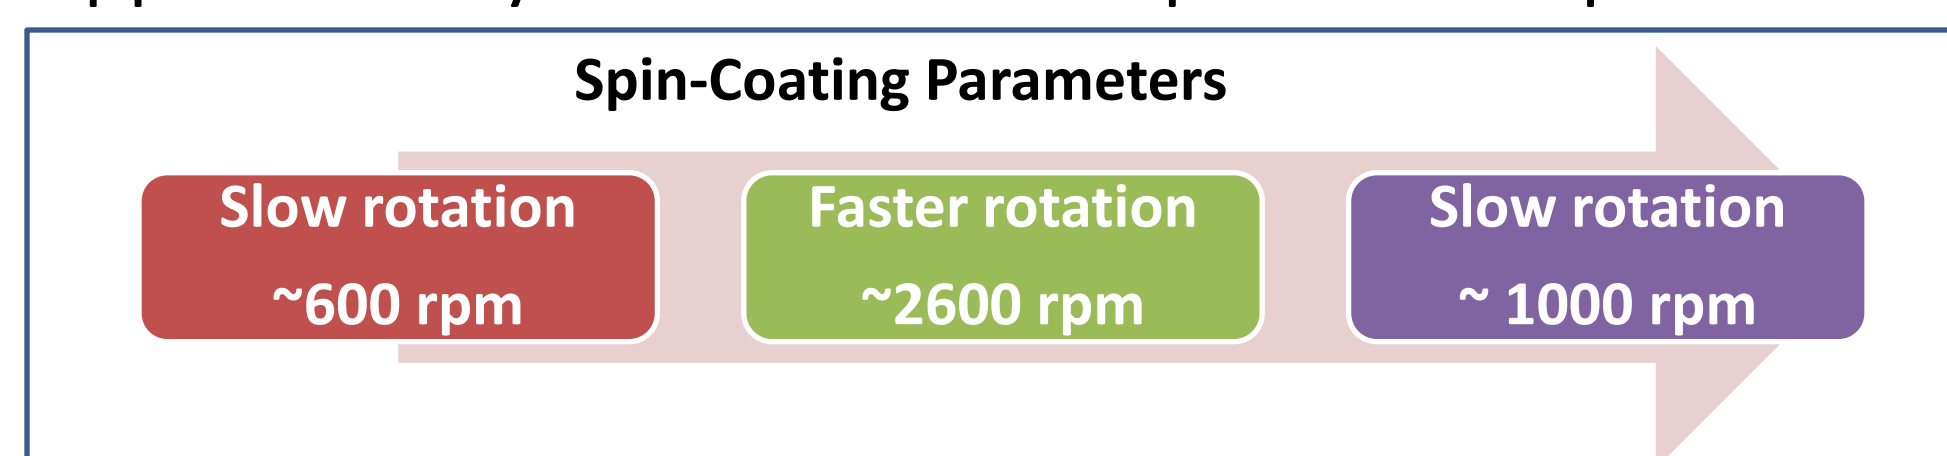 Spin-Coating Parameters
Slow rotation
~600 rpm
Faster rotation
~2600 rpm
Slow rotation
~ 1000 rpm